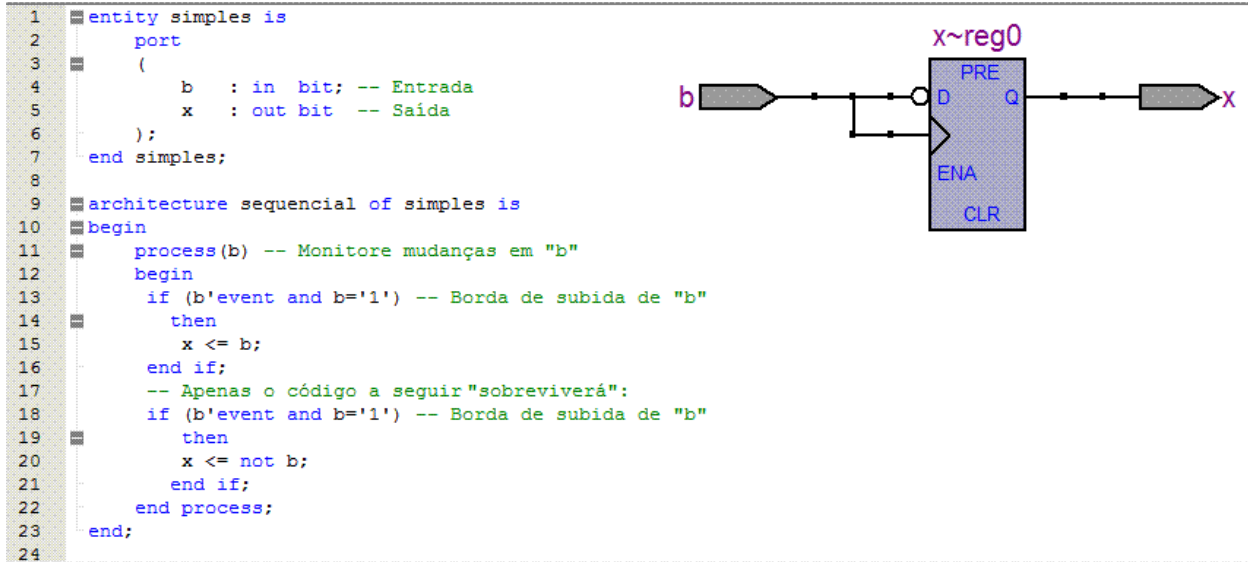 1 entity simples is
2 port
3 (
4 b : in bit; -- Entrada
5 x : out bit -- Saída
6 );
7 end simples;
8
9 architecture sequencial of simples is
10 begin
11 process(b) -- Monitore mudanças em "b"
12 begin
13 if (b'event and b='1') -- Borda de subida de "b"
14 then
15 x <= b;
16 end if;
17 -- Apenas o código a seguir "sobreviverá":
18 if (b'event and b='1') -- Borda de subida de "b"
19 then
20 x <= not b;
21 end if;
22 end process;
23 end;
24
x~reg0
PRE
b
D Q
x
ENA
CLR